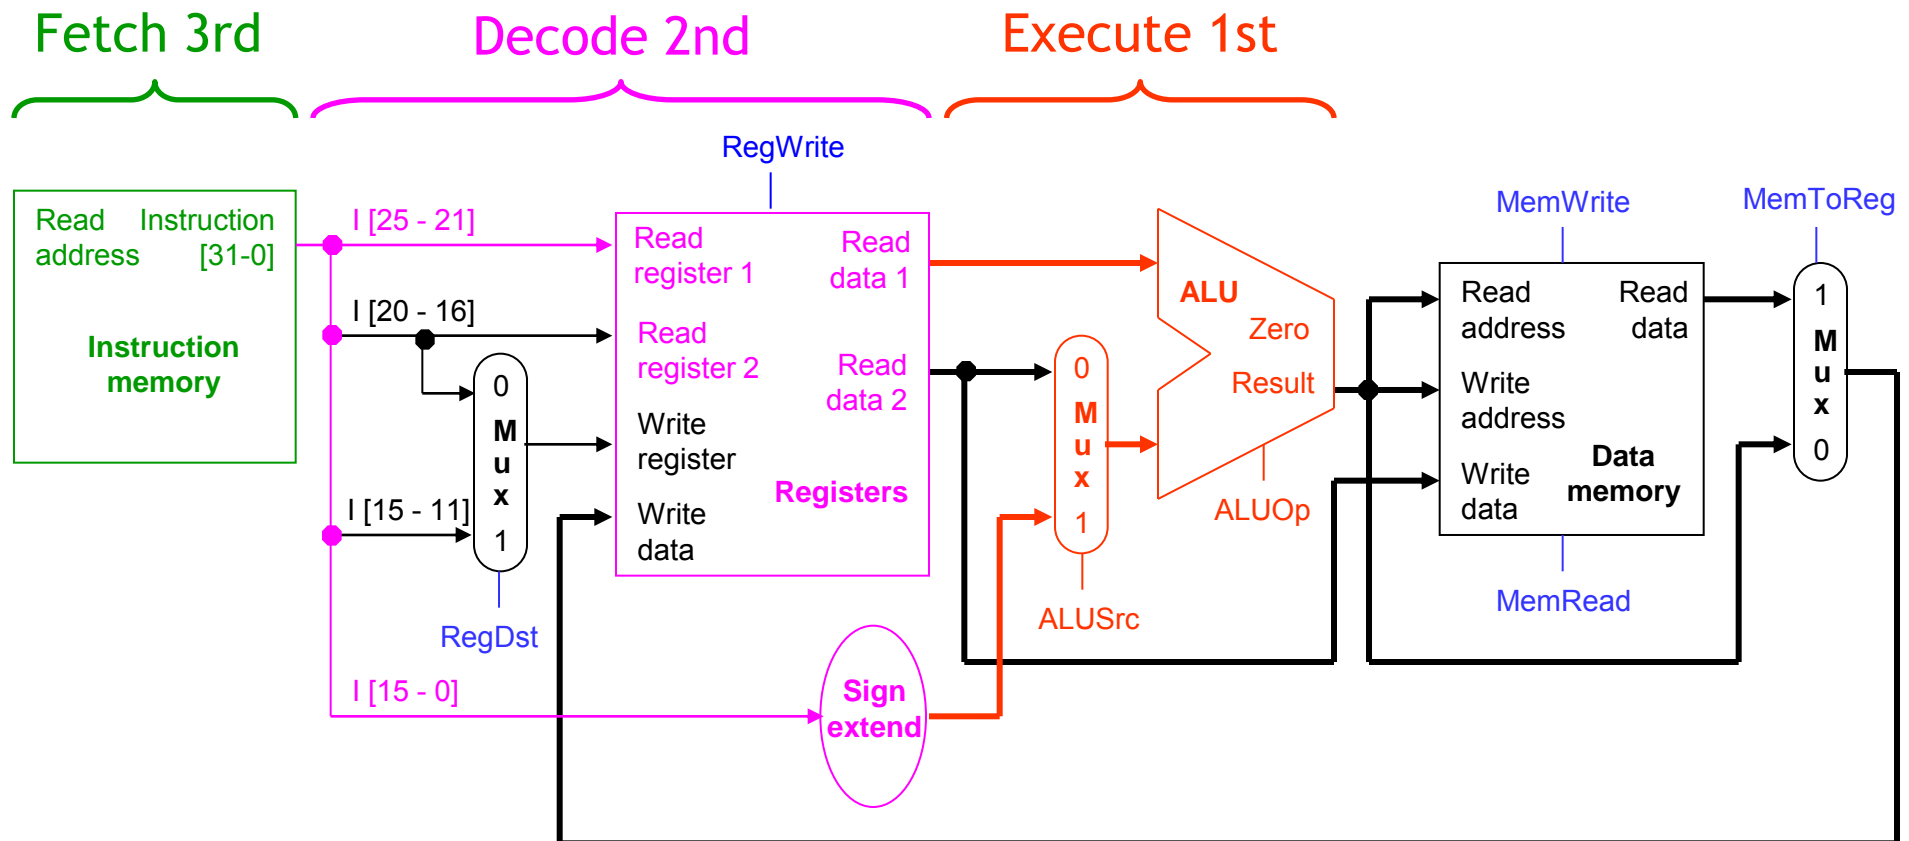 Fetch 3rd
Decode 2nd
Execute 1st
RegWrite
Read Instruction
address [31-0]
Instruction
memory
I [25 - 21]
I [20 - 16]
I [15 - 11]
I [15 - 0]
0
M
u
x
1
RegDst
Read
register 1
Read
data 1
Read
register 2
Read
data 2
Write
register
Registers
Write
data
Sign
extend
0
M
u
x
1
ALUSrc
ALU
Zero
Result
ALUOp
MemWrite
Read
address
Read
data
Write
address
Data
memory
Write
data
MemRead
MemToReg
1
M
u
x
0